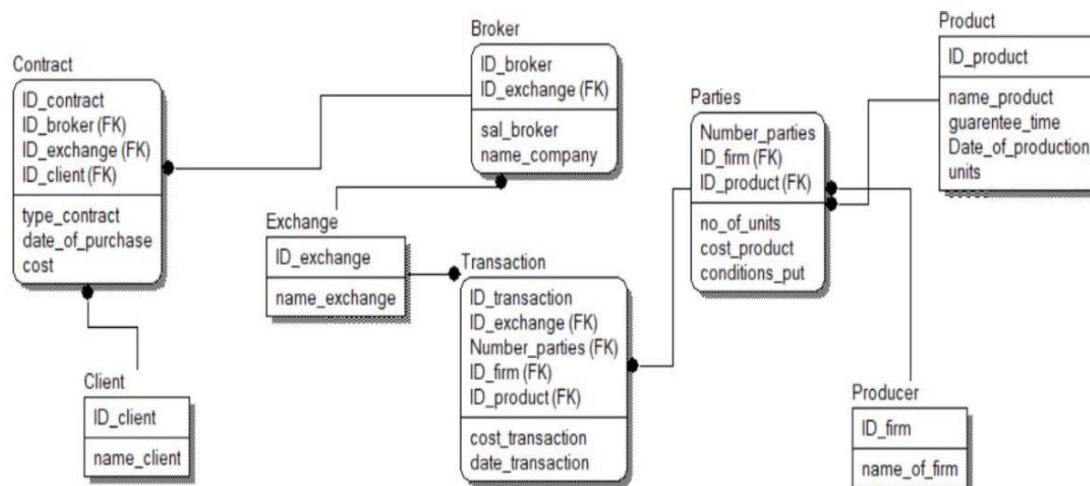 Contract
ID_contract
ID_broker (FK)
ID_exchange (FK)
ID_client (FK)
type_contract
date_of_purchase
cost
Broker
ID_broker
ID_exchange (FK)
sal_broker
name_company
Parties
Number_parties
ID_firm (FK)
ID_product (FK)
no_of_units
cost_product
conditions_put
Product
ID_product
name_product
guarentee_time
Date_of_production
units
Exchange
ID_exchange
name_exchange
Transaction
ID_transaction
ID_exchange (FK)
Number_parties (FK)
ID_firm (FK)
ID_product (FK)
cost_transaction
date_transaction
Client
ID_client
name_client
Producer
ID_firm
name_of_firm